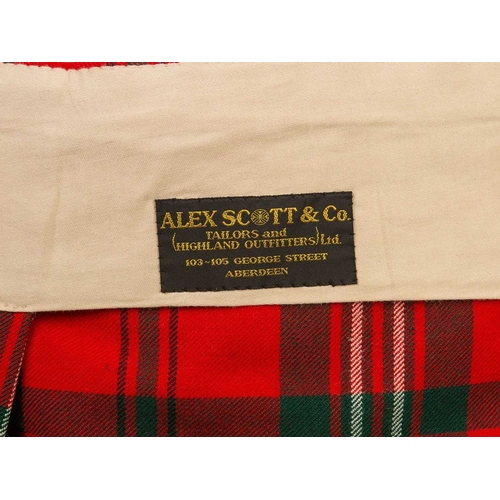 ALEX SCOTT & Co.
TAILORS and
(HIGHLAND OUTFITTERS) Ltd.
103~105 GEORGE STREET
ABERDEEN